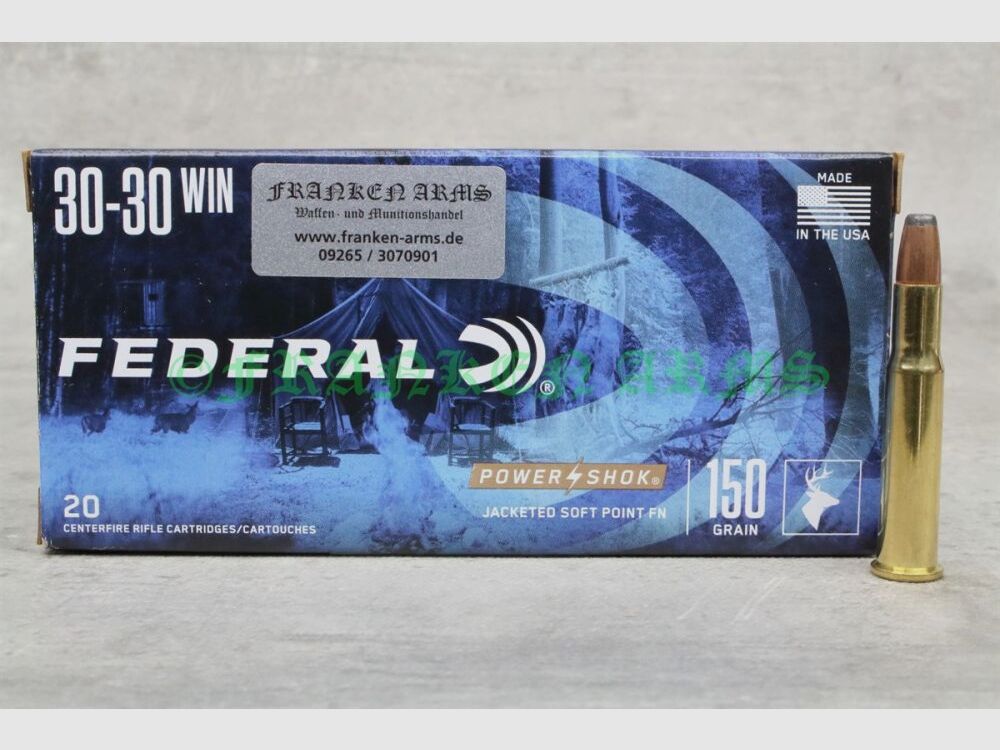 30-30 WIN
FRANKEN ARMS
Waffen- und Munitionshandel
www.franken-arms.de
09265 / 3070901
MADE
IN THE USA
FEDERAL®
©FRANKEN ARMS
POWER SHOK®
JACKETED SOFT POINT FN
150
GRAIN
20
CENTERFIRE RIFLE CARTRIDGES/CARTOUCHES